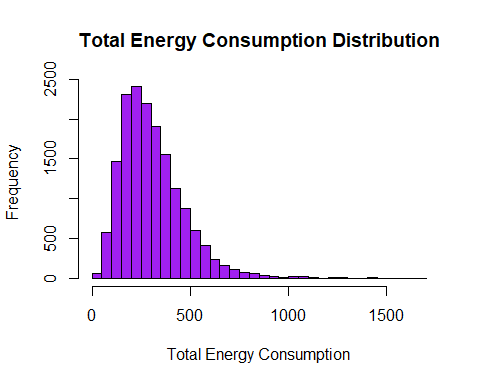 Total Energy Consumption Distribution
Frequency
2500
1500
500
0
0 500 1000 1500
Total Energy Consumption